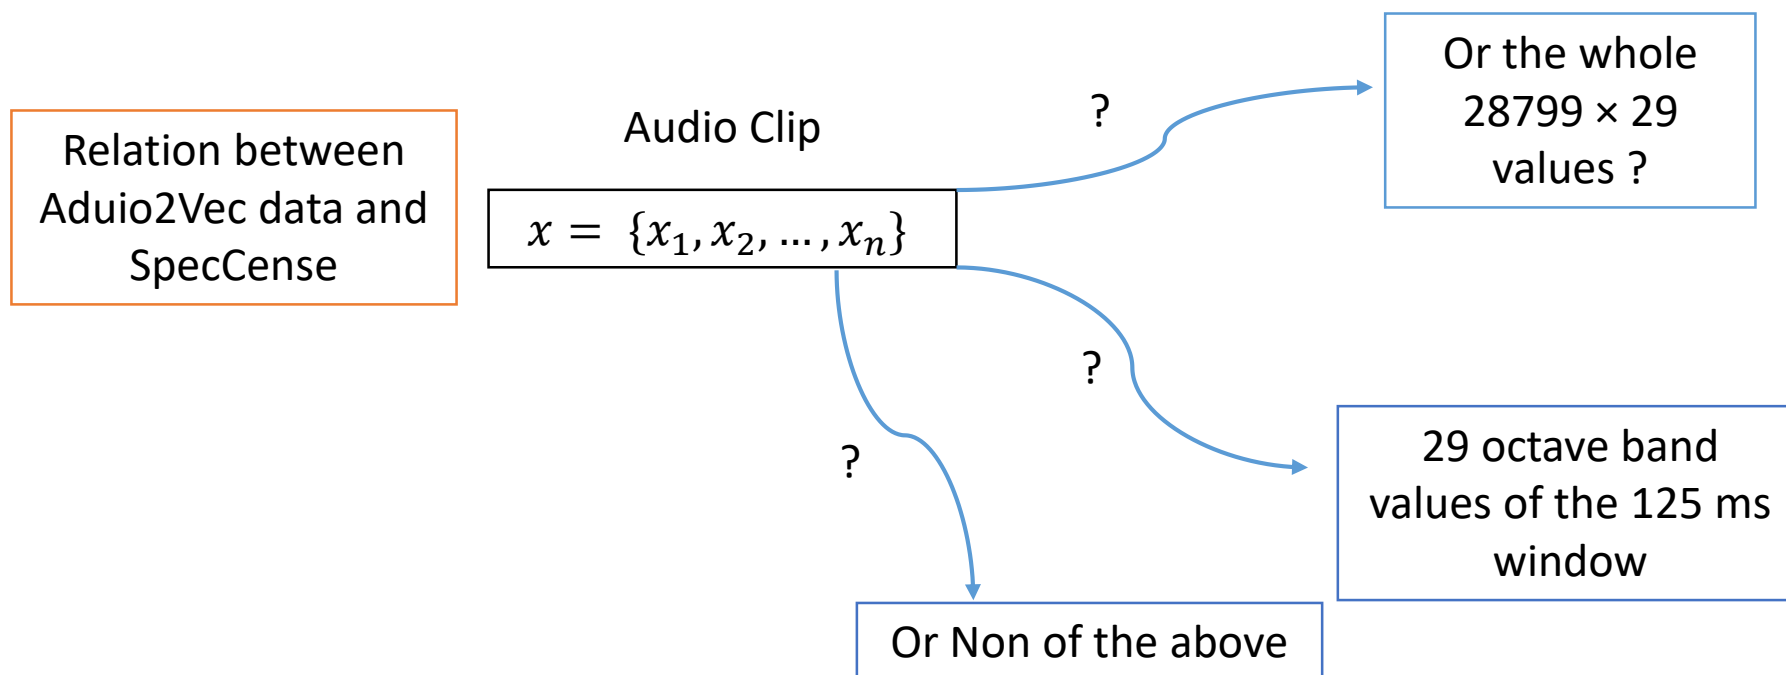 Relation between
Aduio2Vec data and
SpecCense
Audio Clip
x = {x₁, x₂, …, xₙ}
?
Or the whole
28799 × 29
values ?
?
29 octave band
values of the 125 ms
window
?
Or Non of the above